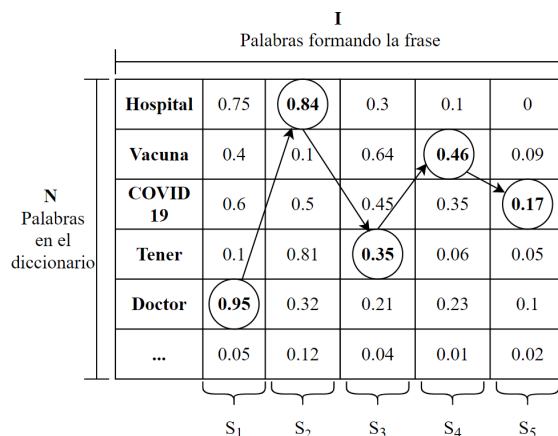 I
Palabras formando la frase
N
Palabras
en el
diccionario
Hospital 0.75 0.84 0.3 0.1 0
Vacuna 0.4 0.1 0.64 0.46 0.09
COVID
19 0.6 0.5 0.45 0.35 0.17
Tener 0.1 0.81 0.35 0.06 0.05
Doctor 0.95 0.32 0.21 0.23 0.1
... 0.05 0.12 0.04 0.01 0.02
S1 S2 S3 S4 S5